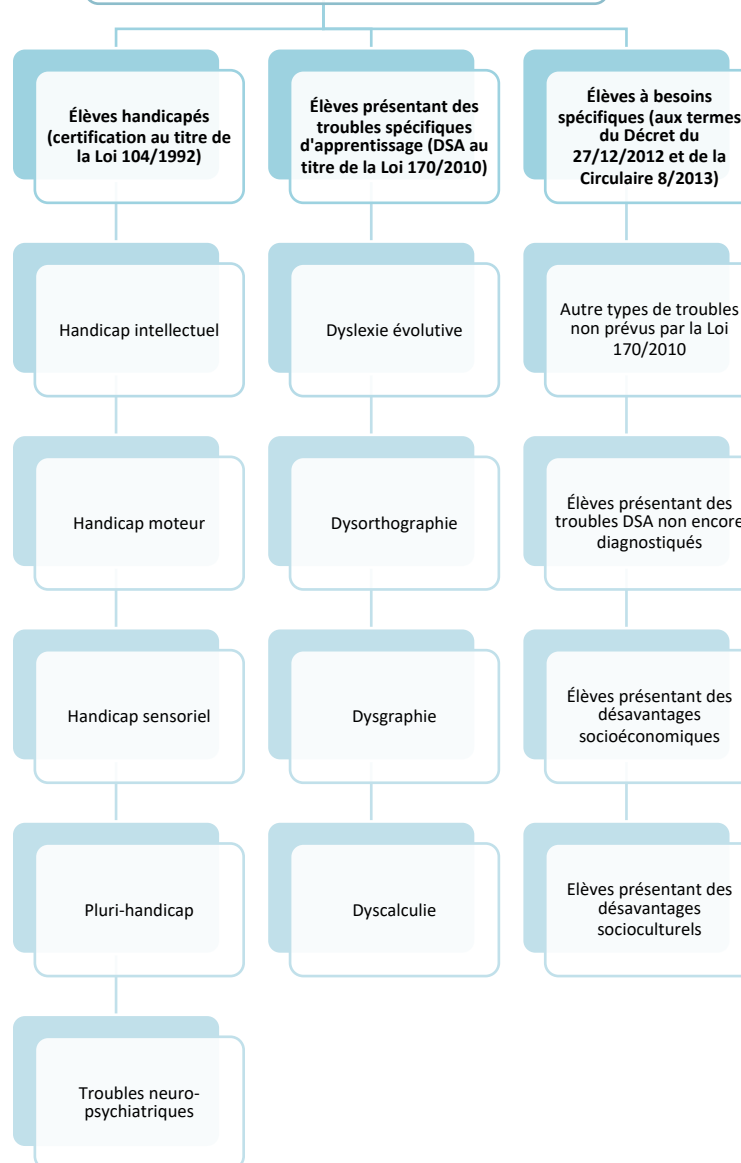 Élèves handicapés
(certification au titre de
la Loi 104/1992)
Handicap intellectuel
Handicap moteur
Handicap sensoriel
Pluri-handicap
Troubles neuro-
psychiatriques
Élèves présentant des
troubles spécifiques
d'apprentissage (DSA au
titre de la Loi 170/2010)
Dyslexie évolutive
Dysorthographie
Dysgraphie
Dyscalculie
Élèves à besoins
spécifiques (aux termes
du Décret du
27/12/2012 et de la
Circulaire 8/2013)
Autre types de troubles
non prévus par la Loi
170/2010
Élèves présentant des
troubles DSA non encore
diagnostiqués
Élèves présentant des
désavantages
socioéconomiques
Elèves présentant des
désavantages
socioculturels